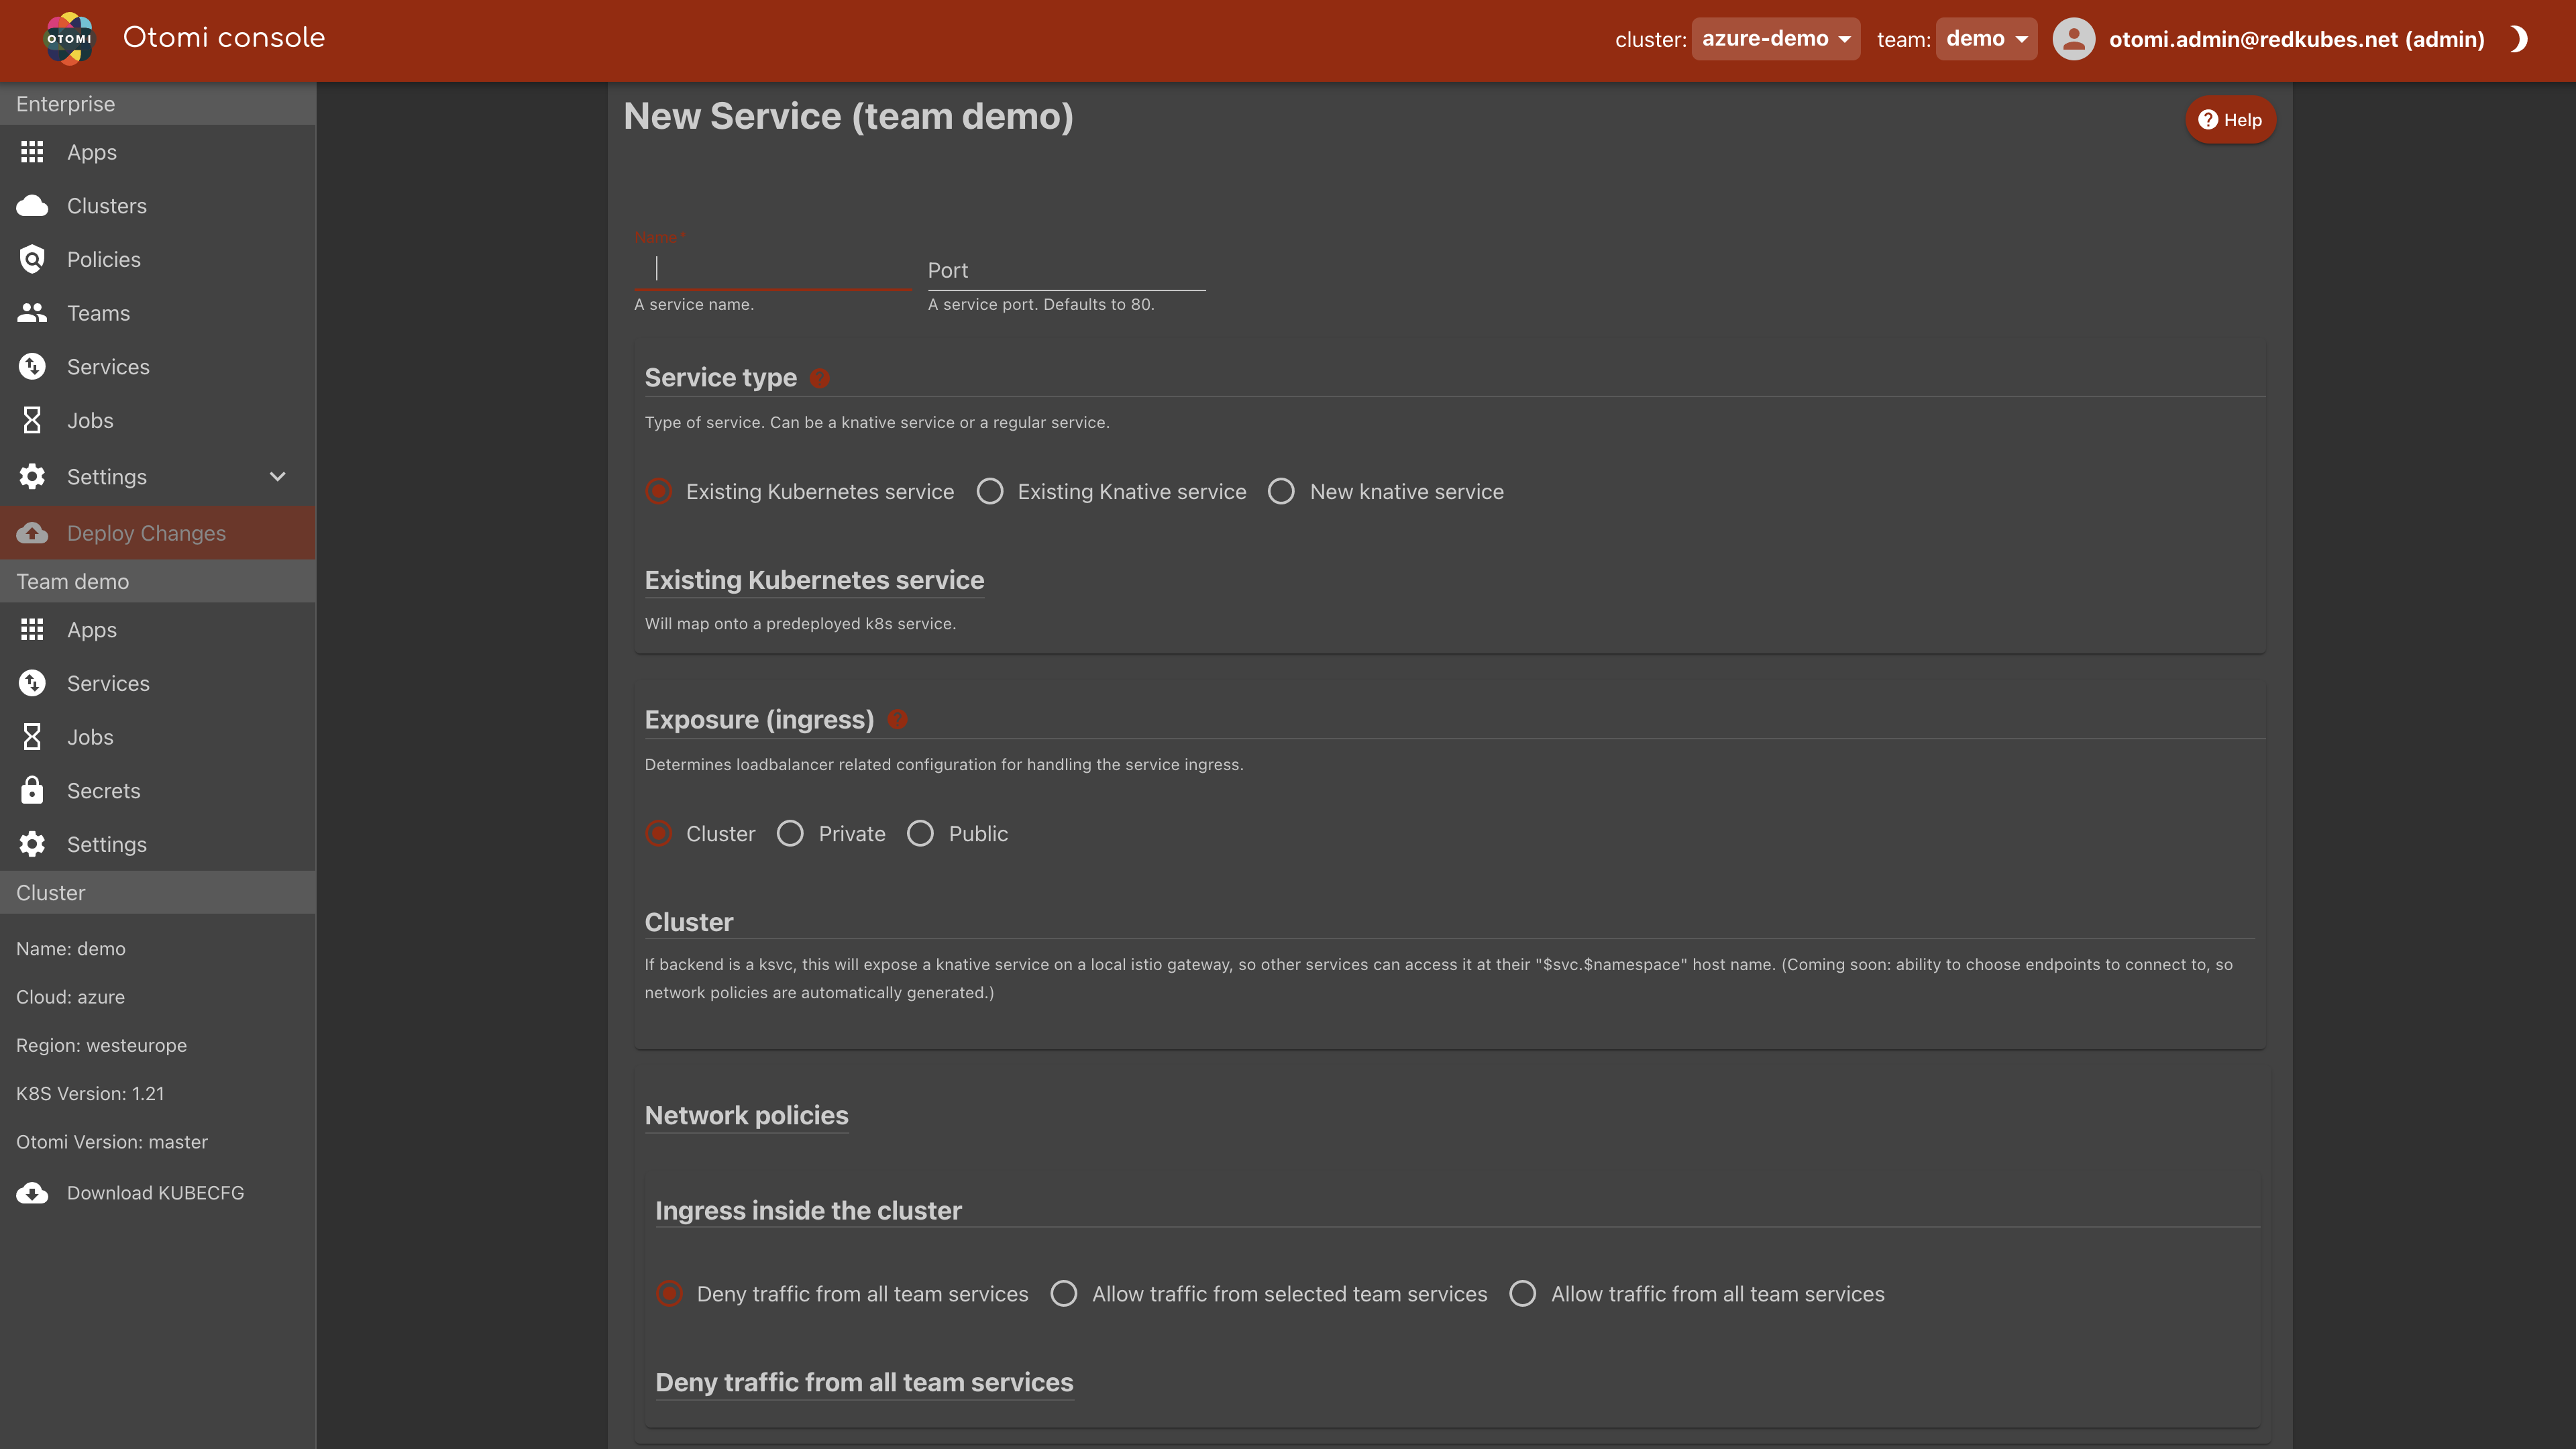 OTOMI
Otomi console
cluster: azure-demo team: demo otomi.admin@redkubes.net (admin)
Enterprise
Apps
Clusters
Policies
Teams
Services
Jobs
Settings
Deploy Changes
Team demo
Apps
Services
Jobs
Secrets
Settings
Cluster
Name: demo
Cloud: azure
Region: westeurope
K8S Version: 1.21
Otomi Version: master
Download KUBECFG
New Service (team demo)
? Help
Name *
Port
A service name.
A service port. Defaults to 80.
Service type ?
Type of service. Can be a knative service or a regular service.
Existing Kubernetes service Existing Knative service New knative service
Existing Kubernetes service
Will map onto a predeployed k8s service.
Exposure (ingress) ?
Determines loadbalancer related configuration for handling the service ingress.
Cluster Private Public
Cluster
If backend is a ksvc, this will expose a knative service on a local istio gateway, so other services can access it at their "$svc.$namespace" host name. (Coming soon: ability to choose endpoints to connect to, so
network policies are automatically generated.)
Network policies
Ingress inside the cluster
Deny traffic from all team services Allow traffic from selected team services Allow traffic from all team services
Deny traffic from all team services